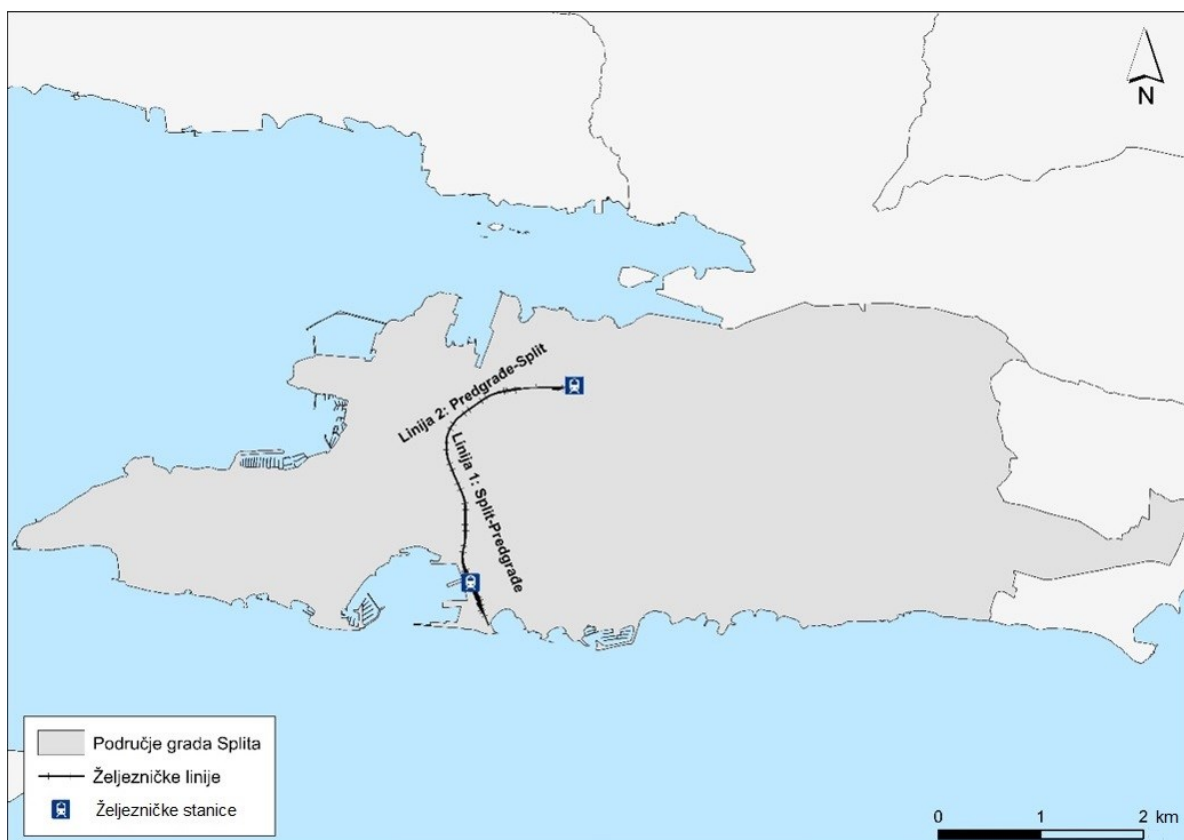 N
Linija 2: Predgrađe-Split
Linija 1: Split-Predgrađe
Područje grada Splita
Željezničke linije
Željezničke stanice
0 1 2 km